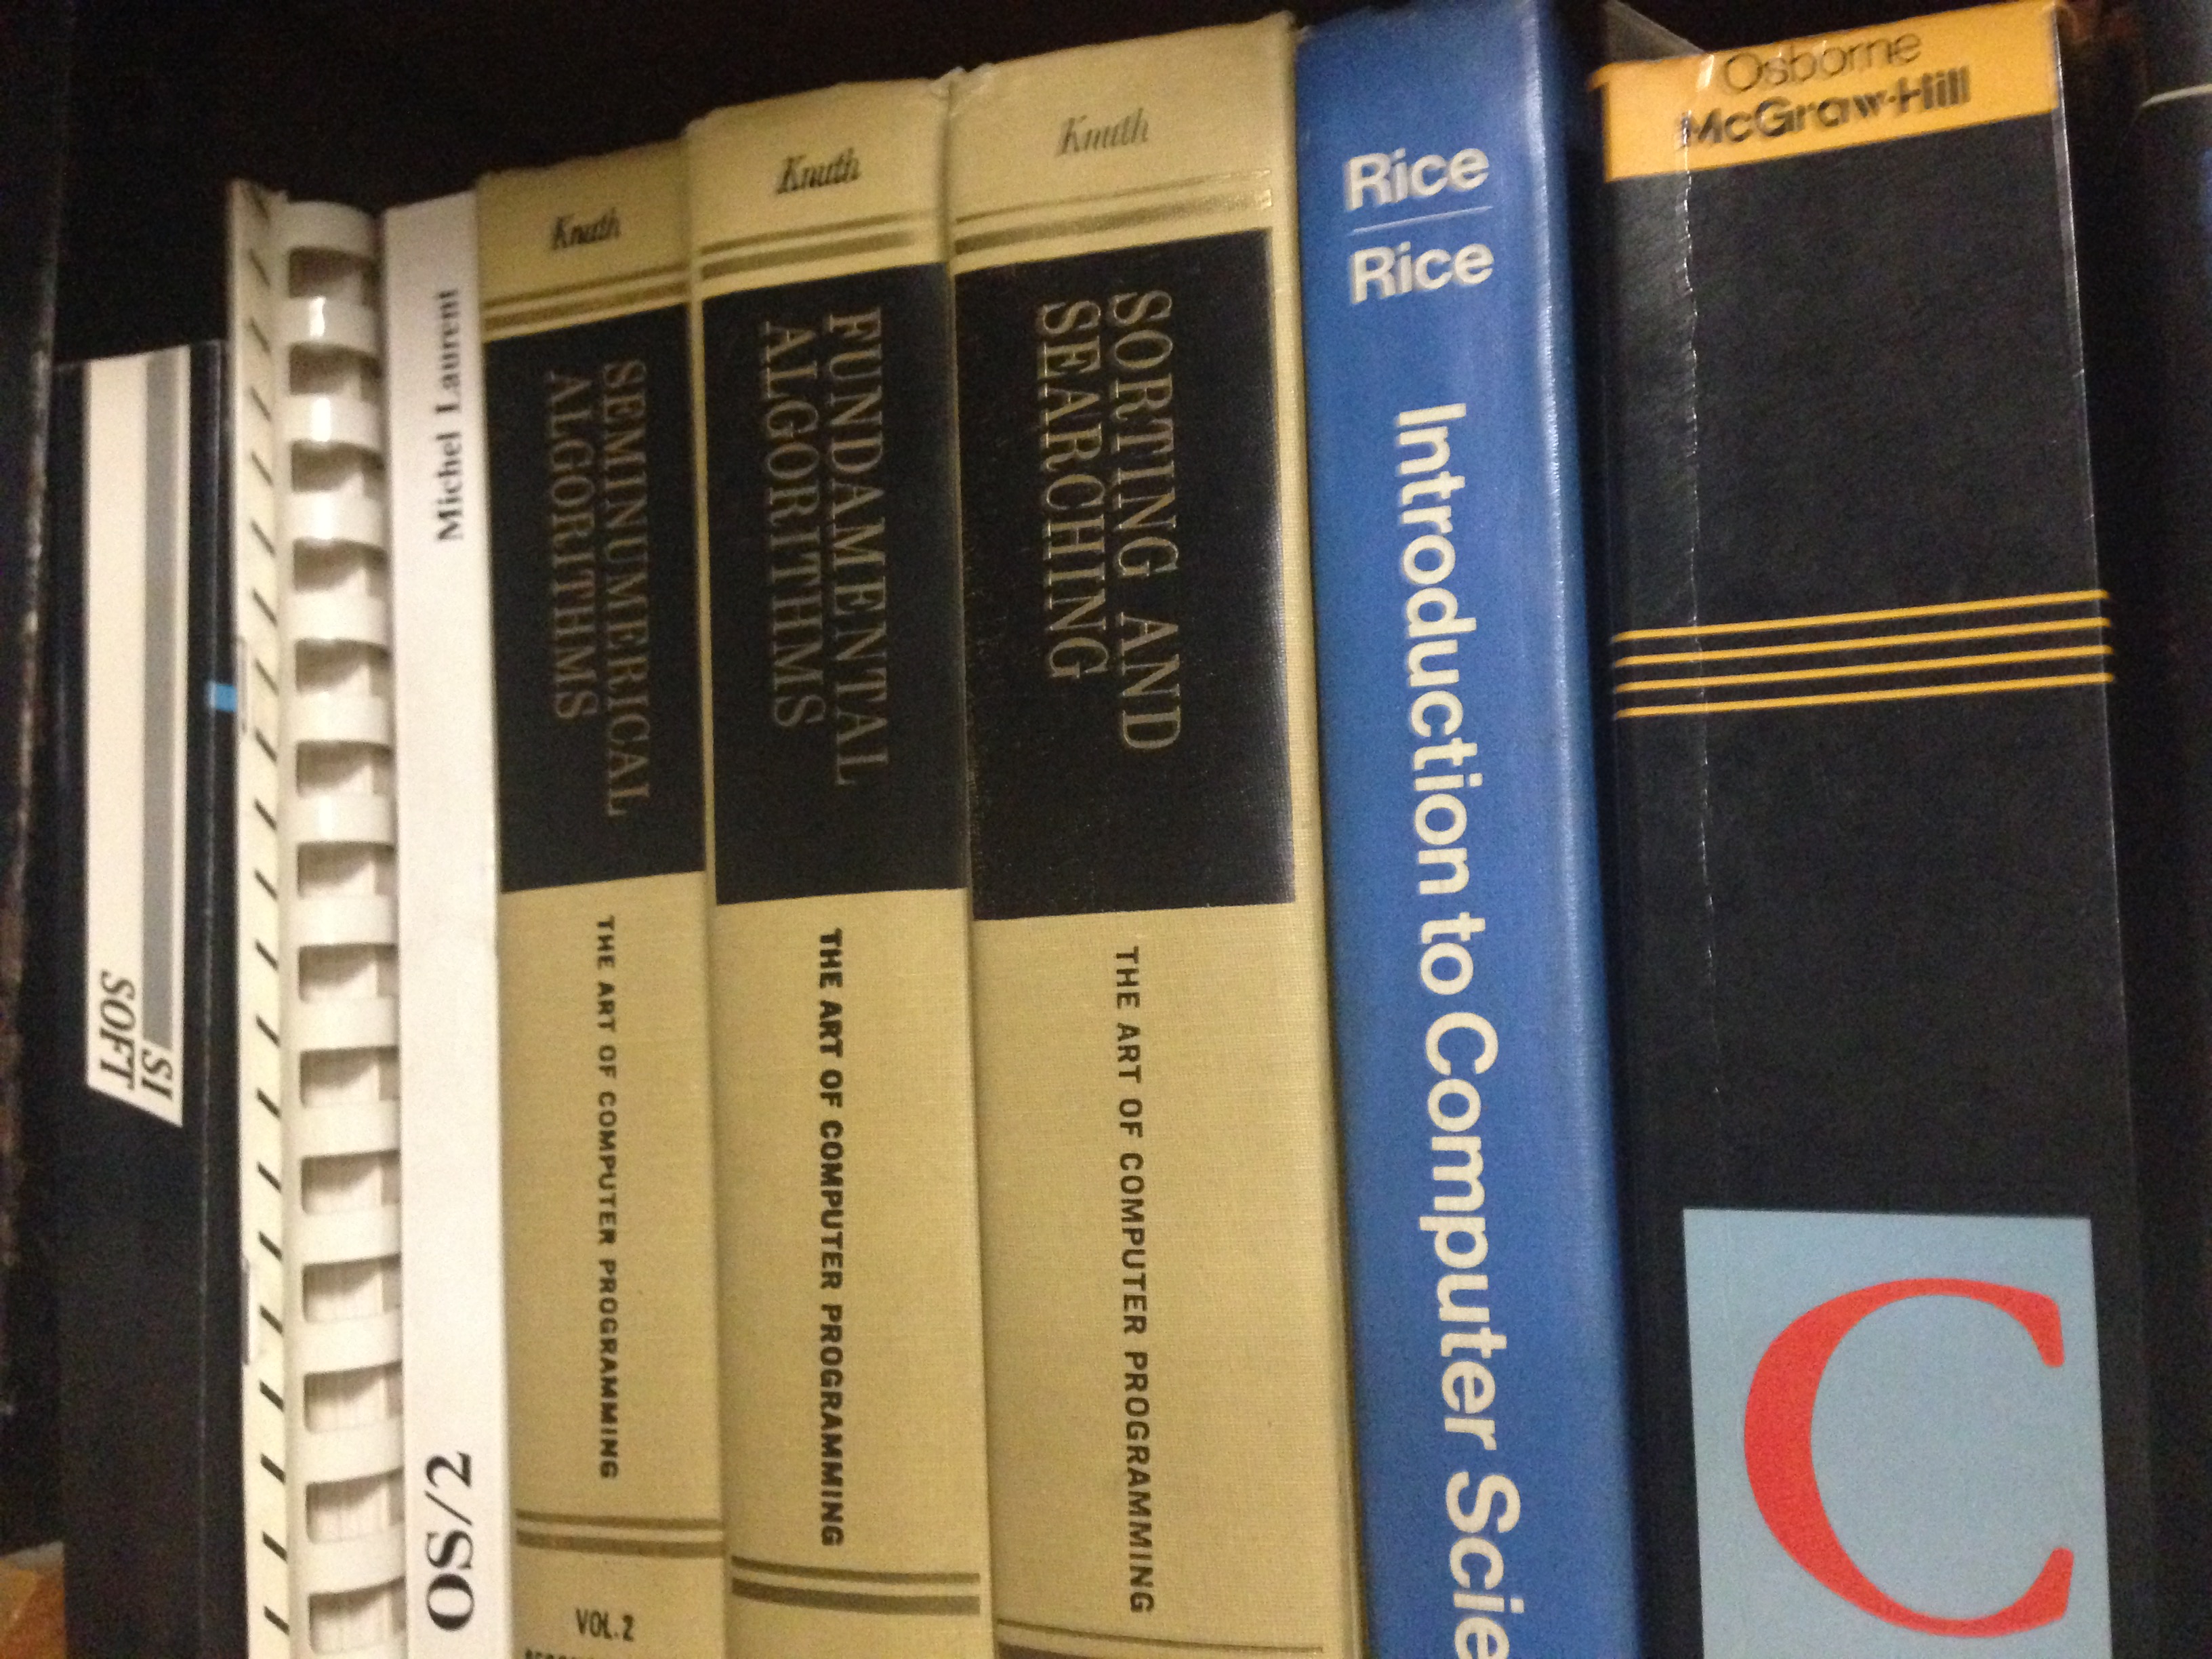 SI
SOFT
Michel Laurent
OS/2
Knuth
SEMINUMERICAL
ALGORITHMS
THE ART OF COMPUTER PROGRAMMING
VOL.2
Knuth
FUNDAMENTAL
ALGORITHMS
THE ART OF COMPUTER PROGRAMMING
Knuth
SORTING AND
SEARCHING
THE ART OF COMPUTER PROGRAMMING
Rice
Rice
Introduction to Computer Scie
Osborne
McGraw-Hill
C